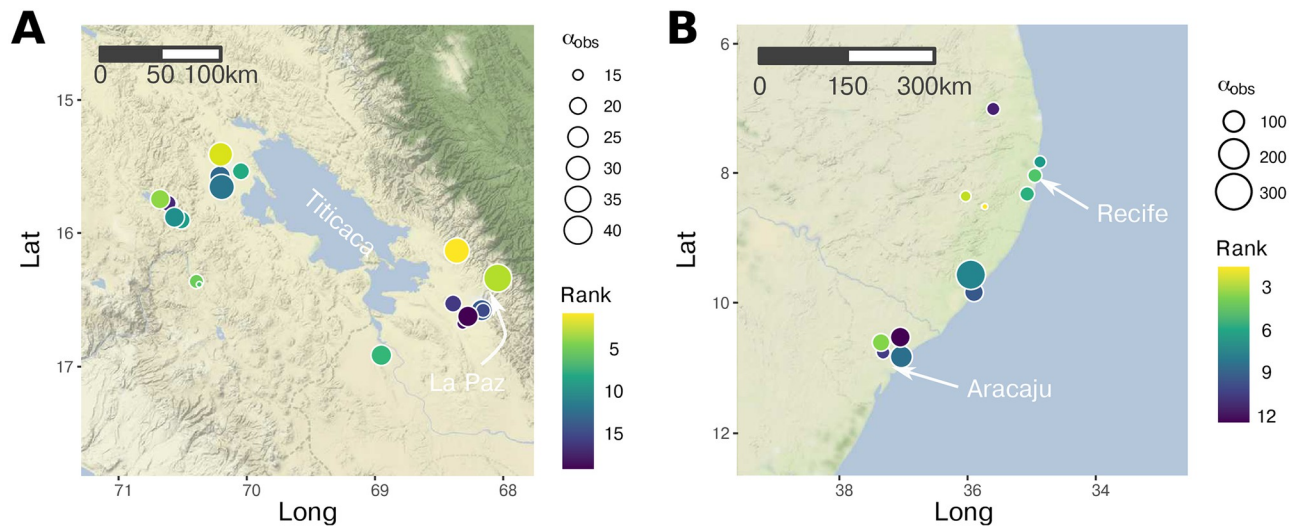 A
B
0 50 100km
15
16
17
Lat
71 70 69 68
Long
Titicaca
La Paz
αobs
15
20
25
30
35
40
Rank
5
10
15
0 150 300km
6
8
10
12
Lat
38 36 34
Long
Recife
Aracaju
αobs
100
200
300
Rank
3
6
9
12